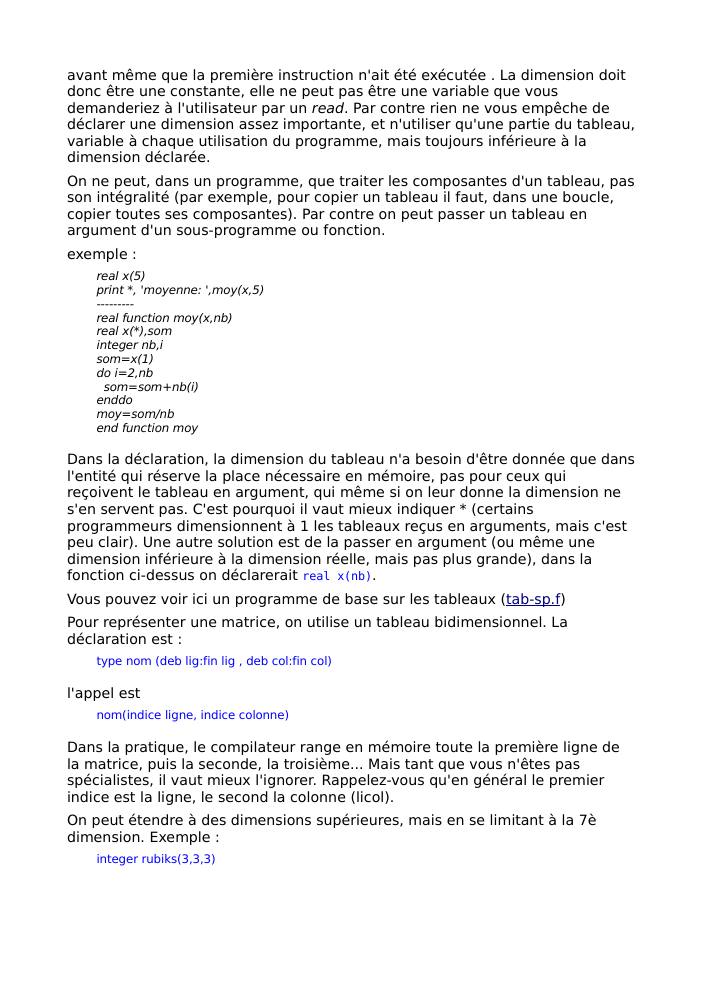 avant même que la première instruction n'ait été exécutée . La dimension doit
donc être une constante, elle ne peut pas être une variable que vous
demanderiez à l'utilisateur par un read. Par contre rien ne vous empêche de
déclarer une dimension assez importante, et n'utiliser qu'une partie du tableau,
variable à chaque utilisation du programme, mais toujours inférieure à la
dimension déclarée.
On ne peut, dans un programme, que traiter les composantes d'un tableau, pas
son intégralité (par exemple, pour copier un tableau il faut, dans une boucle,
copier toutes ses composantes). Par contre on peut passer un tableau en
argument d'un sous-programme ou fonction.
exemple :
real x(5)
print *, 'moyenne: ',moy(x,5)
---------
real function moy(x,nb)
real x(*),som
integer nb,i
som=x(1)
do i=2,nb
  som=som+nb(i)
enddo
moy=som/nb
end function moy
Dans la déclaration, la dimension du tableau n'a besoin d'être donnée que dans
l'entité qui réserve la place nécessaire en mémoire, pas pour ceux qui
reçoivent le tableau en argument, qui même si on leur donne la dimension ne
s'en servent pas. C'est pourquoi il vaut mieux indiquer * (certains
programmeurs dimensionnent à 1 les tableaux reçus en arguments, mais c'est
peu clair). Une autre solution est de la passer en argument (ou même une
dimension inférieure à la dimension réelle, mais pas plus grande), dans la
fonction ci-dessus on déclarerait real x(nb).
Vous pouvez voir ici un programme de base sur les tableaux (tab-sp.f)
Pour représenter une matrice, on utilise un tableau bidimensionnel. La
déclaration est :
type nom (deb lig:fin lig , deb col:fin col)
l'appel est
nom(indice ligne, indice colonne)
Dans la pratique, le compilateur range en mémoire toute la première ligne de
la matrice, puis la seconde, la troisième... Mais tant que vous n'êtes pas
spécialistes, il vaut mieux l'ignorer. Rappelez-vous qu'en général le premier
indice est la ligne, le second la colonne (licol).
On peut étendre à des dimensions supérieures, mais en se limitant à la 7è
dimension. Exemple :
integer rubiks(3,3,3)